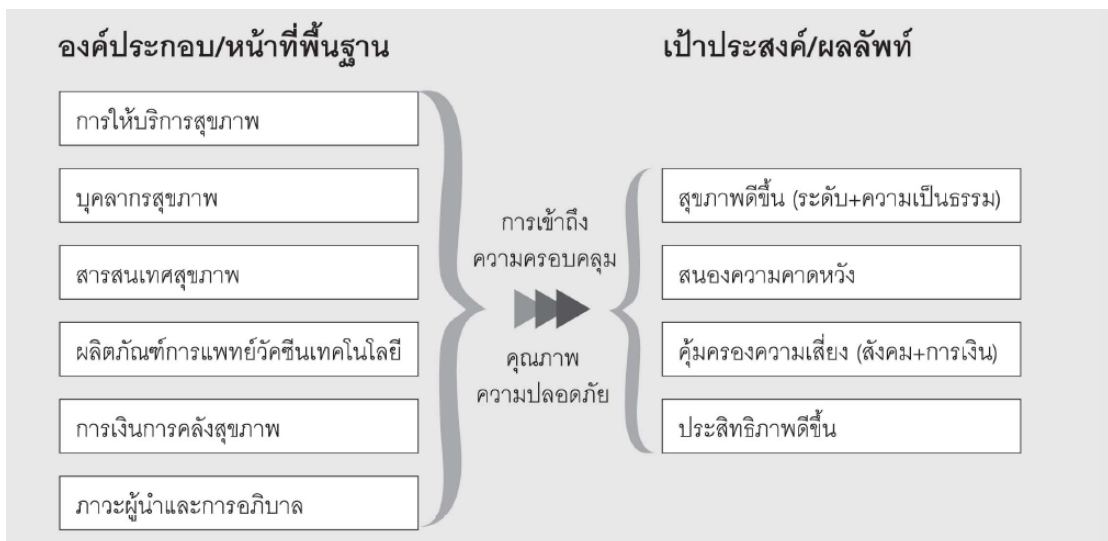 องค์ประกอบ/หน้าที่พื้นฐาน
การให้บริการสุขภาพ
บุคลากรสุขภาพ
สารสนเทศสุขภาพ
ผลิตภัณฑ์การแพทย์วัคซีนเทคโนโลยี
การเงินการคลังสุขภาพ
ภาวะผู้นำและการอภิบาล
การเข้าถึง
ความครอบคลุม
คุณภาพ
ความปลอดภัย
เป้าประสงค์/ผลลัพท์
สุขภาพดีขึ้น (ระดับ+ความเป็นธรรม)
สนองความคาดหวัง
คุ้มครองความเสี่ยง (สังคม+การเงิน)
ประสิทธิภาพดีขึ้น